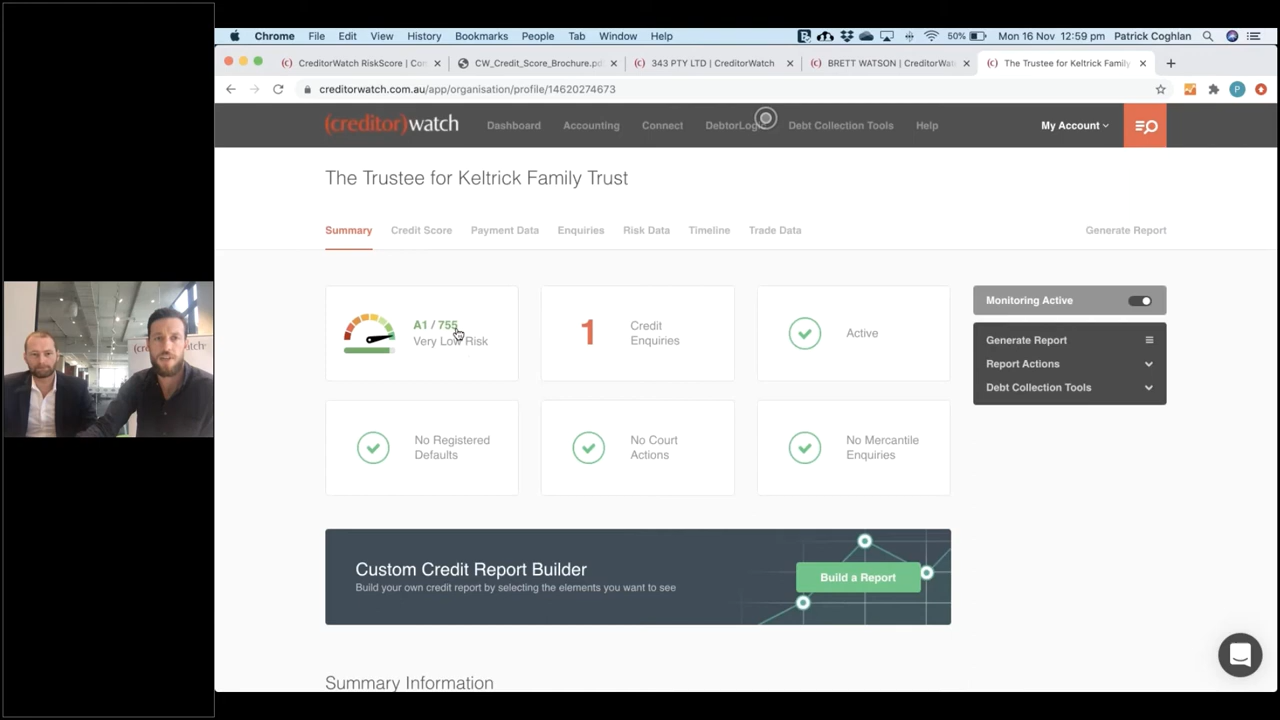 Chrome File Edit View History Bookmarks People Tab Window Help 50% Mon 16 Nov 12:59 pm Patrick Coghlan
CreditorWatch RiskScore | Con
CW_Credit_Score_Brochure.pd
343 PTY LTD | CreditorWatch
BRETT WATSON | CreditorWat
The Trustee for Keltrick Family
creditorwatch.com.au/app/organisation/profile/14620274673
P
(creditor)watch Dashboard Accounting Connect DebtorLogic Debt Collection Tools Help My Account
The Trustee for Keltrick Family Trust
Summary Credit Score Payment Data Enquiries Risk Data Timeline Trade Data Generate Report
A1 / 755
Very Low Risk
1
Credit
Enquiries
Active
Monitoring Active
Generate Report
Report Actions
Debt Collection Tools
No Registered
Defaults
No Court
Actions
No Mercantile
Enquiries
Custom Credit Report Builder
Build your own credit report by selecting the elements you want to see
Build a Report
Summary Information